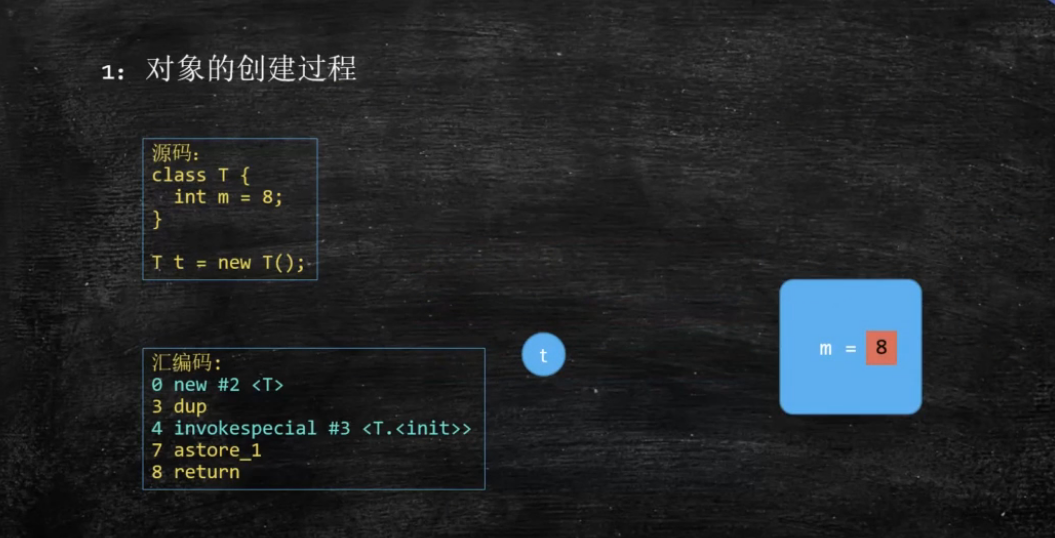 1: 对象的创建过程
源码:
class T {
  int m = 8;
}
T t = new T();
汇编码:
0 new #2 <T>
3 dup
4 invokespecial #3 <T.<init>>
7 astore_1
8 return
t
m = 8